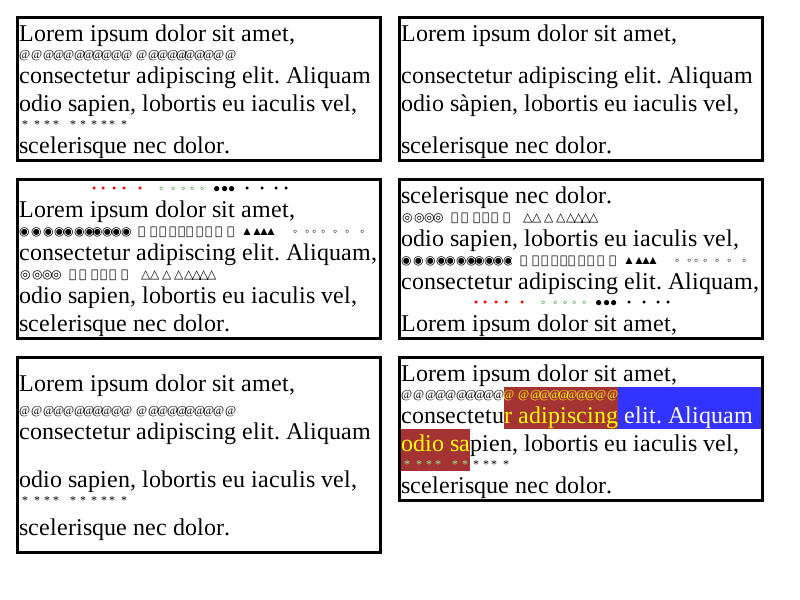 Lorem ipsum dolor sit amet,
@@@@@@@@@@@ @@@@@@@@@@
consectetur adipiscing elit. Aliquam
odio sapien, lobortis eu iaculis vel,
* * * * * * * * * *
scelerisque nec dolor.
Lorem ipsum dolor sit amet,
consectetur adipiscing elit. Aliquam
odio sàpien, lobortis eu iaculis vel,
scelerisque nec dolor.
Lorem ipsum dolor sit amet,
consectetur adipiscing elit. Aliquam,
odio sapien, lobortis eu iaculis vel,
scelerisque nec dolor.
scelerisque nec dolor.
odio sapien, lobortis eu iaculis vel,
consectetur adipiscing elit. Aliquam,
Lorem ipsum dolor sit amet,
Lorem ipsum dolor sit amet,
@@@@@@@@@@@ @@@@@@@@@@
consectetur adipiscing elit. Aliquam
odio sapien, lobortis eu iaculis vel,
* * * * * * * * * *
scelerisque nec dolor.
Lorem ipsum dolor sit amet,
@@@@@@@@@@@ @@@@@@@@@@
consectetur adipiscing elit. Aliquam
odio sapien, lobortis eu iaculis vel,
* * * * * * * * * *
scelerisque nec dolor.